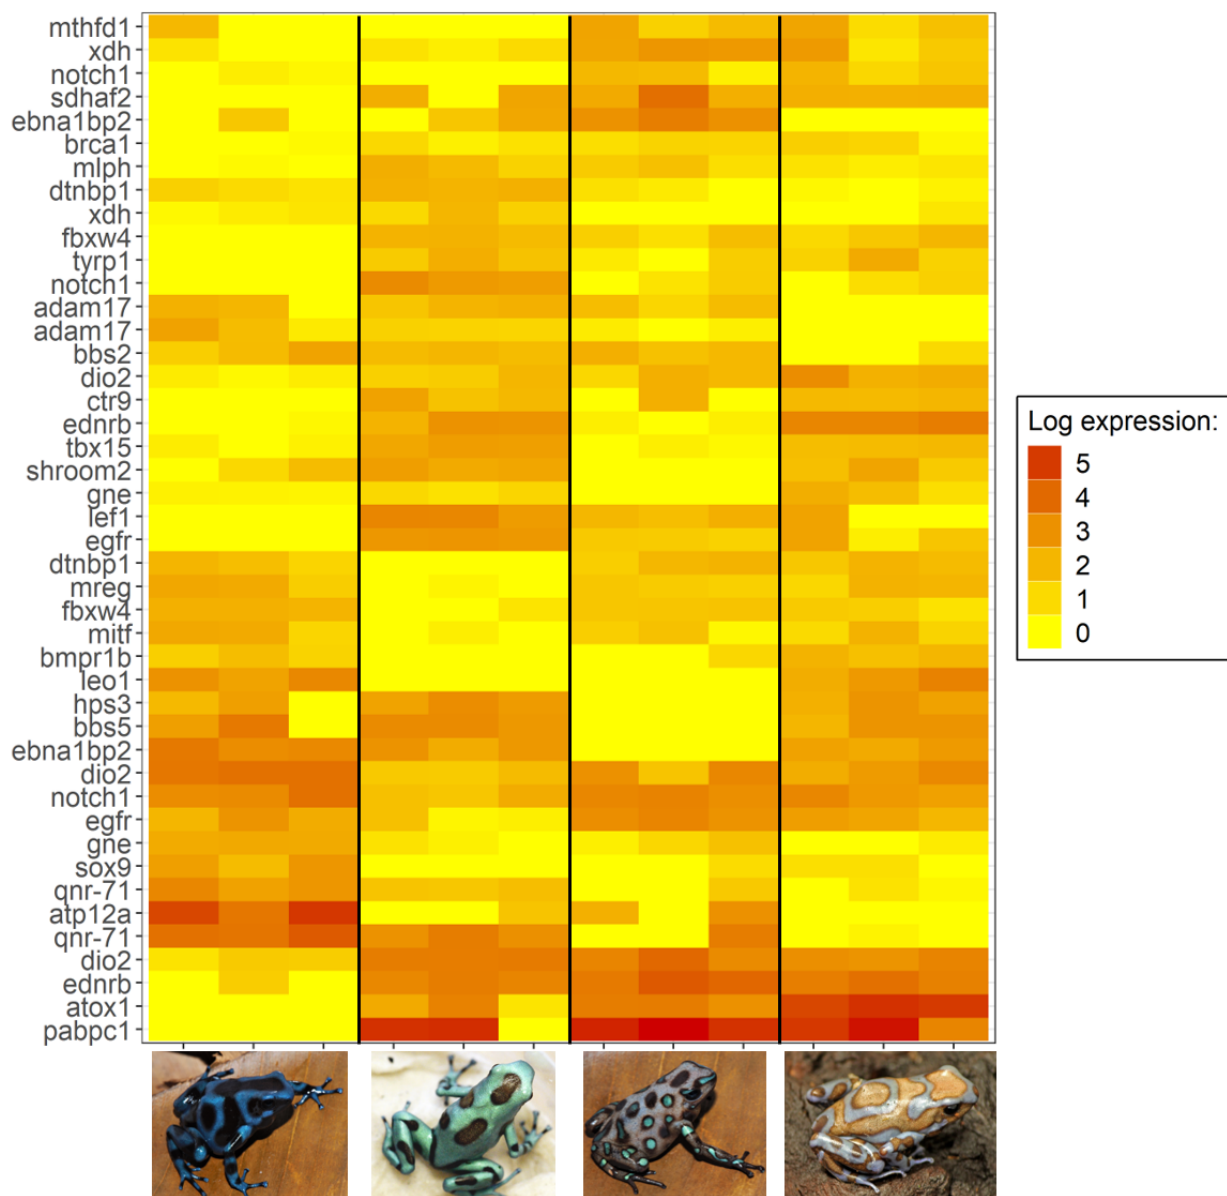 mthfd1
xdh
notch1
sdhaf2
ebna1bp2
brca1
mlph
dtnbp1
xdh
fbxw4
tyrp1
notch1
adam17
adam17
bbs2
dio2
ctr9
ednrb
tbx15
shroom2
gne
lef1
egfr
dtnbp1
mreg
fbxw4
mitf
bmpr1b
leo1
hps3
bbs5
ebna1bp2
dio2
notch1
egfr
gne
sox9
qnr-71
atp12a
qnr-71
dio2
ednrb
atox1
pabpc1
Log expression:
5
4
3
2
1
0